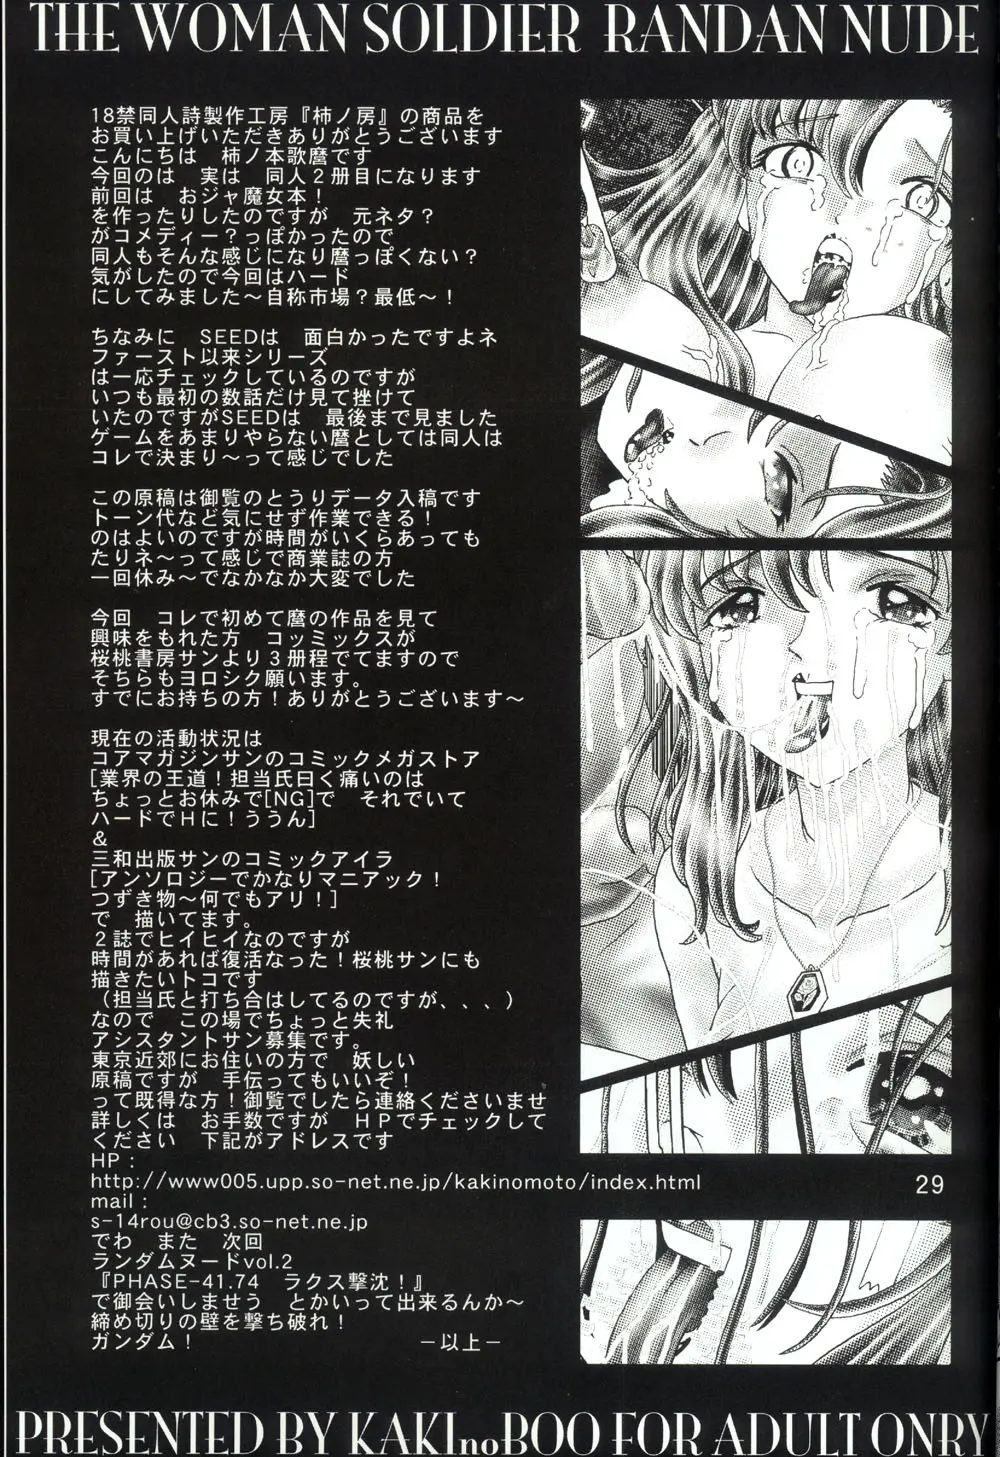 THE WOMAN SOLDIER RANDAN NUDE
18禁同人詩製作工房『柿ノ房』の商品を
お買い上げいただきありがとうございます
こんにちは　柿ノ本歌麿です
今回のは　実は　同人２册目になります
前回は　おジャ魔女本！
を作ったりしたのですが　元ネタ？
がコメディー？っぽかったので
同人もそんな感じになり麿っぽくない？
気がしたので今回はハード
にしてみました～自称市場？最低～！
ちなみに　SEEDは　面白かったですよネ
ファースト以来シリーズ
は一応チェックしているのですが
いつも最初の数話だけ見て挫けて
いたのですがSEEDは　最後まで見ました
ゲームをあまりやらない麿としては同人は
コレで決まり～って感じでした
この原稿は御覧のとうりデータ入稿です
トーン代など気にせず作業できる！
のはよいのですが時間がいくらあっても
たりネ～って感じで商業誌の方
一回休み～でなかなか大変でした
今回　コレで初めて麿の作品を見て
興味をもれた方　コッミックスが
桜桃書房サンより３册程でてますので
そちらもヨロシク願います。
すでにお持ちの方！ありがとうございます～
現在の活動状況は
コアマガジンサンのコミックメガストア
[業界の王道！担当氏曰く痛いのは
ちょっとお休みで[NG]で　それでいて
ハードでＨに！ううん]
＆
三和出版サンのコミックアイラ
[アンソロジーでかなりマニアック！
つずき物～何でもアリ！]
で　描いてます。
２誌でヒイヒイなのですが
時間があれば復活なった！桜桃サンにも
描きたいトコです
（担当氏と打ち合はしてるのですが、、、）
なので　この場でちょっと失礼
アシスタントサン募集です。
東京近郊にお住いの方で　妖しい
原稿ですが　手伝ってもいいぞ！
って既得な方！御覧でしたら連絡くださいませ
詳しくは　お手数ですが　ＨＰでチェックして
ください　下記がアドレスです
HP：
http://www005.upp.so-net.ne.jp/kakinomoto/index.html
mail：
s-14rou@cb3.so-net.ne.jp
でわ　また　次回
ランダムヌードvol.2
『PHASE-41.74　ラクス撃沈！』
で御会いしませう　とかいって出来るんか～
締め切りの壁を撃ち破れ！
ガンダム！　－以上－
29
PRESENTED BY KAKInoBOO FOR ADULT ONRY